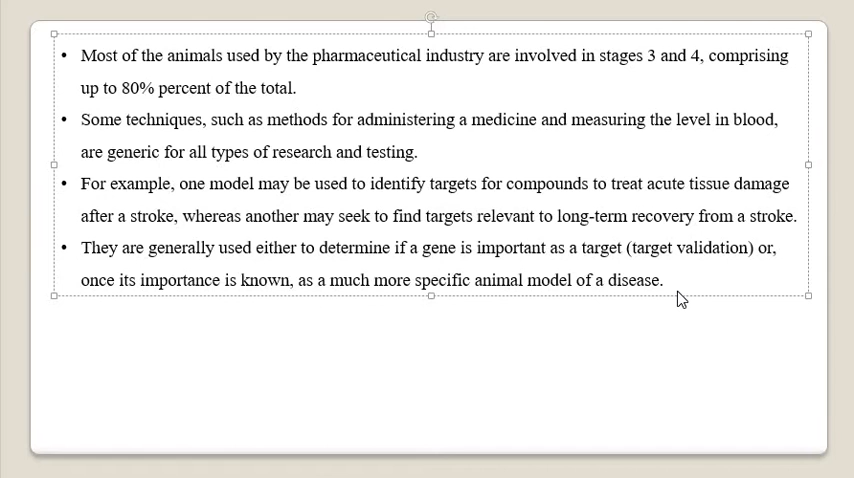 • Most of the animals used by the pharmaceutical industry are involved in stages 3 and 4, comprising
up to 80% percent of the total.
• Some techniques, such as methods for administering a medicine and measuring the level in blood,
are generic for all types of research and testing.
• For example, one model may be used to identify targets for compounds to treat acute tissue damage
after a stroke, whereas another may seek to find targets relevant to long-term recovery from a stroke.
• They are generally used either to determine if a gene is important as a target (target validation) or,
once its importance is known, as a much more specific animal model of a disease.